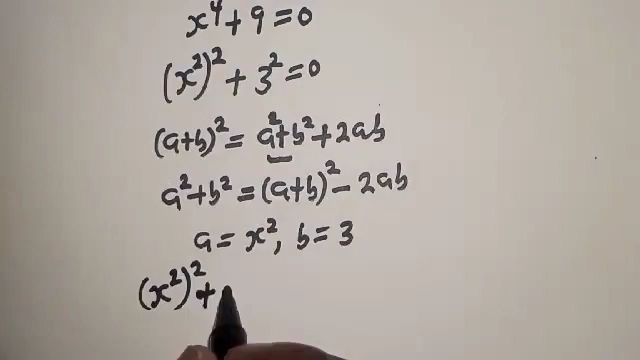 x⁴ + 9 = 0
(x²)² + 3² = 0
(a+b)² = a² + b² + 2ab
a² + b² = (a+b)² - 2ab
a = x², b = 3
(x²)² +